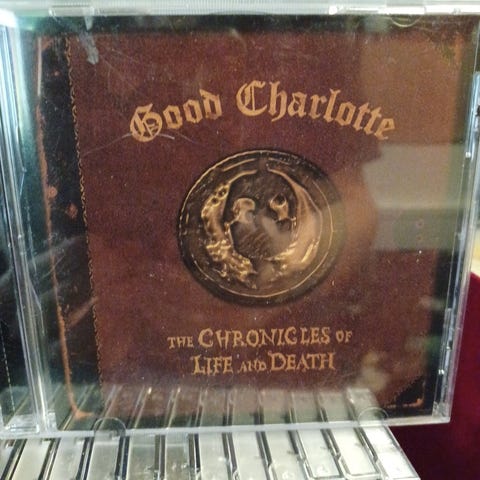 Good Charlotte
THE CHRONICLES OF
LIFE AND DEATH